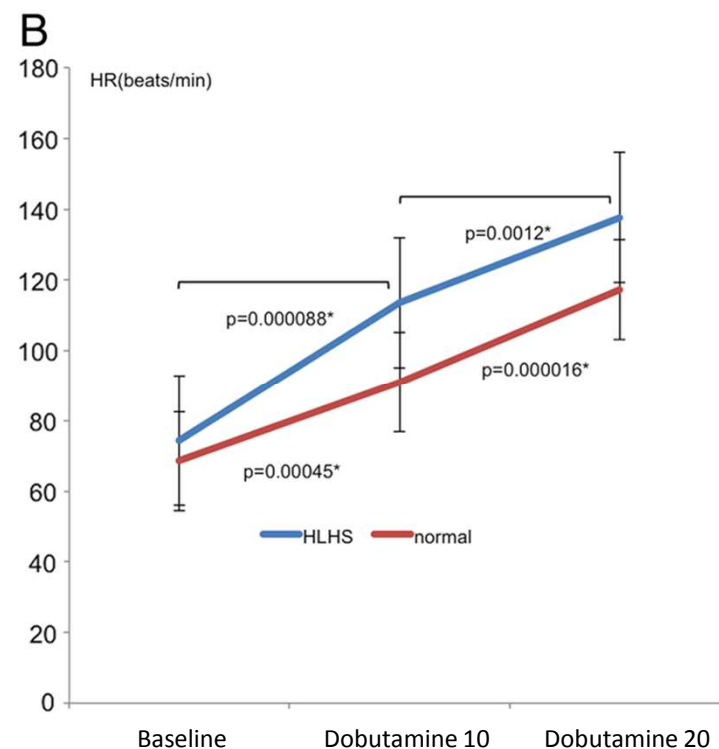 B
180
HR(beats/min)
160
140
p=0.0012*
120
p=0.000088*
100
p=0.000016*
80
p=0.00045*
60
HLHS normal
40
20
0
Baseline Dobutamine 10 Dobutamine 20